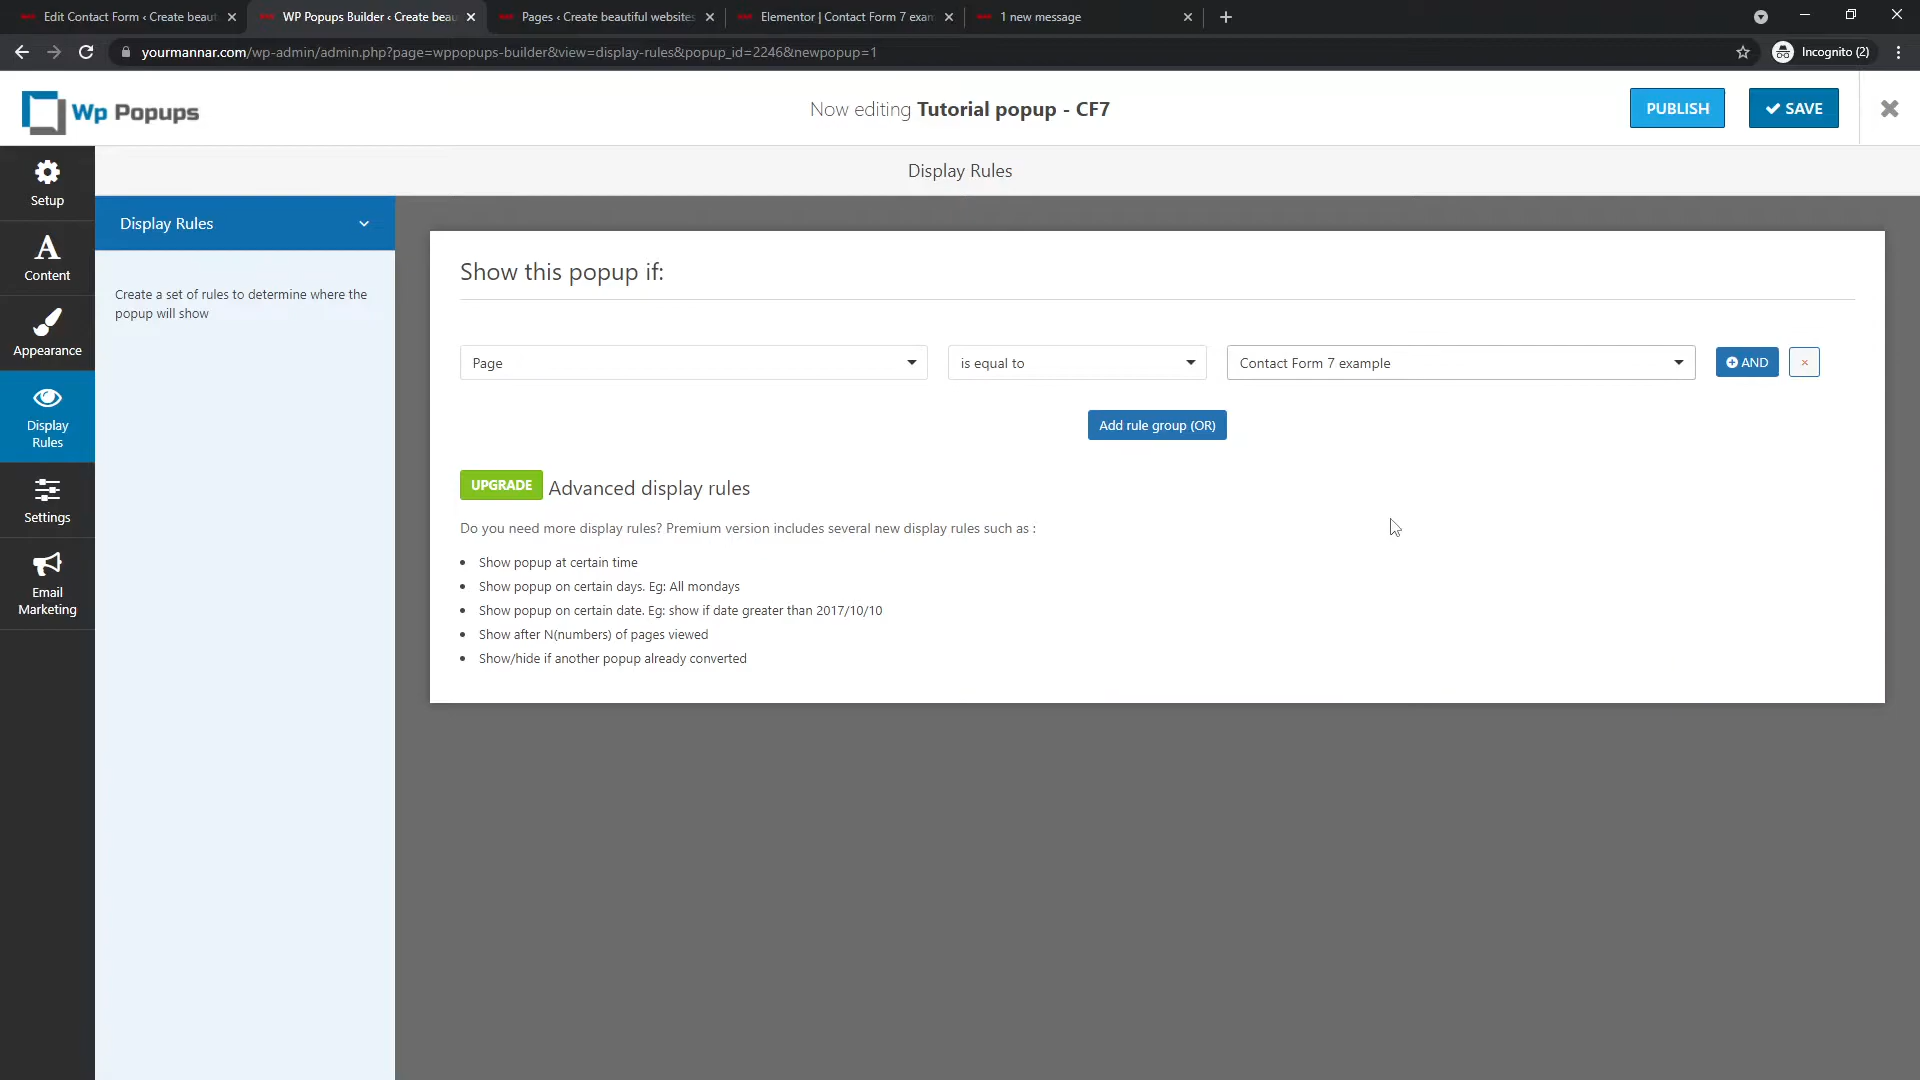 Edit Contact Form ‹ Create beaut
WP Popups Builder ‹ Create beau
Pages ‹ Create beautiful websites
Elementor | Contact Form 7 exam
1 new message
yourmannar.com/wp-admin/admin.php?page=wppopups-builder&view=display-rules&popup_id=2246&newpopup=1
Incognito (2)
Wp Popups
Now editing Tutorial popup - CF7
PUBLISH
SAVE
Setup
Content
Appearance
Display
Rules
Settings
Email
Marketing
Display Rules
Display Rules
Create a set of rules to determine where the
popup will show
Show this popup if:
Page
is equal to
Contact Form 7 example
AND
Add rule group (OR)
UPGRADE Advanced display rules
Do you need more display rules? Premium version includes several new display rules such as :
Show popup at certain time
Show popup on certain days. Eg: All mondays
Show popup on certain date. Eg: show if date greater than 2017/10/10
Show after N(numbers) of pages viewed
Show/hide if another popup already converted